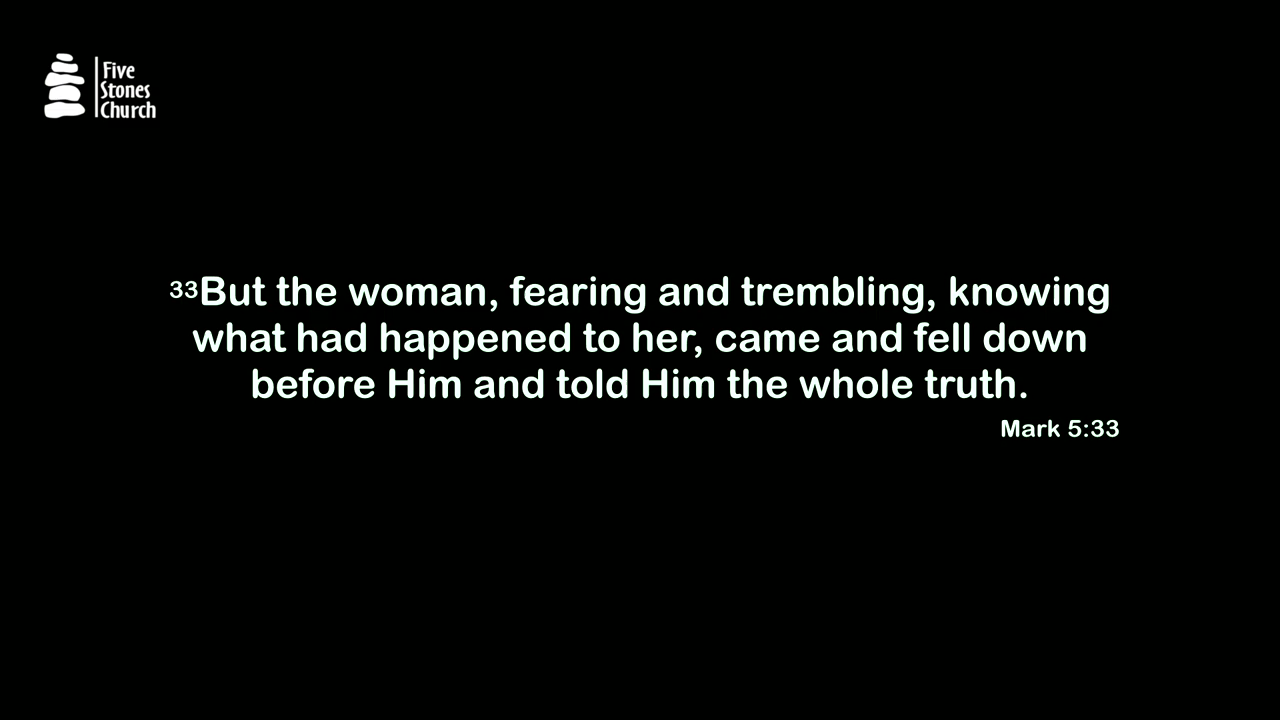 Five
Stones
Church
33But the woman, fearing and trembling, knowing
what had happened to her, came and fell down
before Him and told Him the whole truth.
Mark 5:33